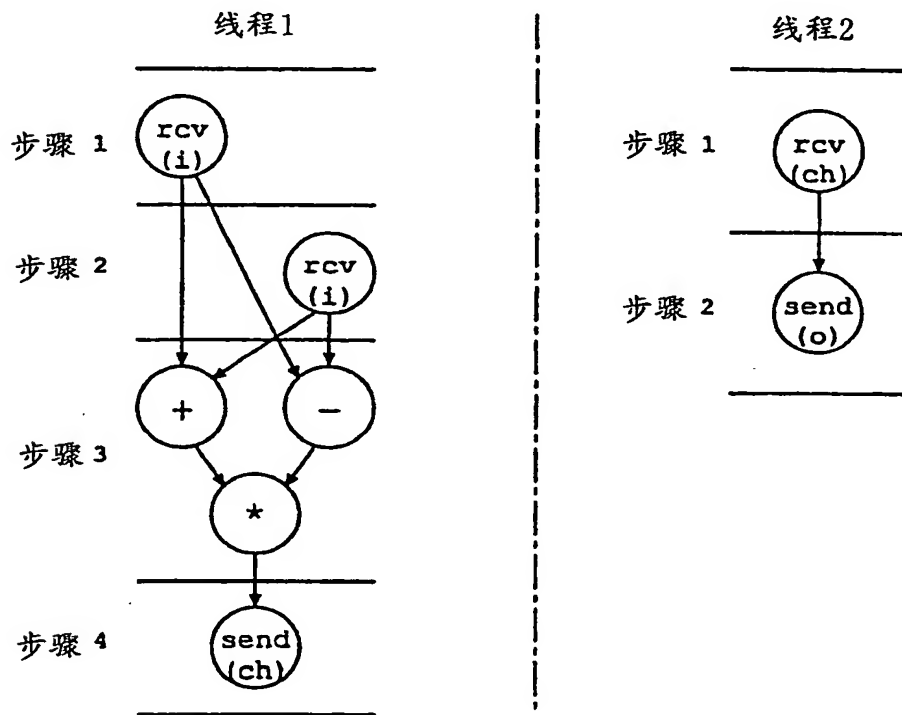 线程1
步骤 1
rcv
(i)
步骤 2
rcv
(i)
步骤 3
+
-
*
步骤 4
send
(ch)
线程2
步骤 1
rcv
(ch)
步骤 2
send
(o)